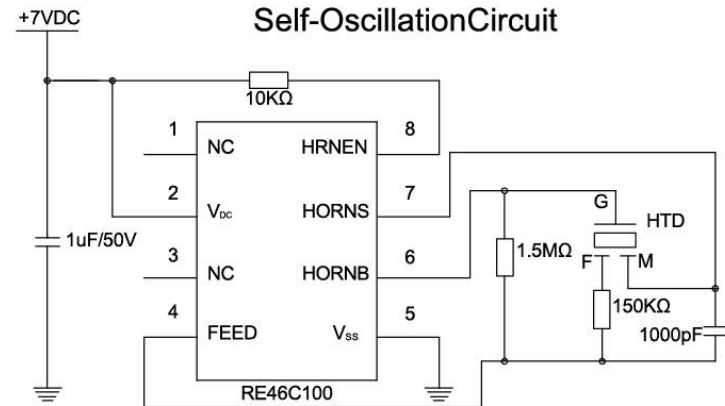 +7VDC
Self-OscillationCircuit
10KΩ
1
NC
HRNEN
8
2
VDC
HORNS
7
3
NC
HORNB
6
4
FEED
VSS
5
RE46C100
1uF/50V
1.5MΩ
G
HTD
F
M
150KΩ
1000pF